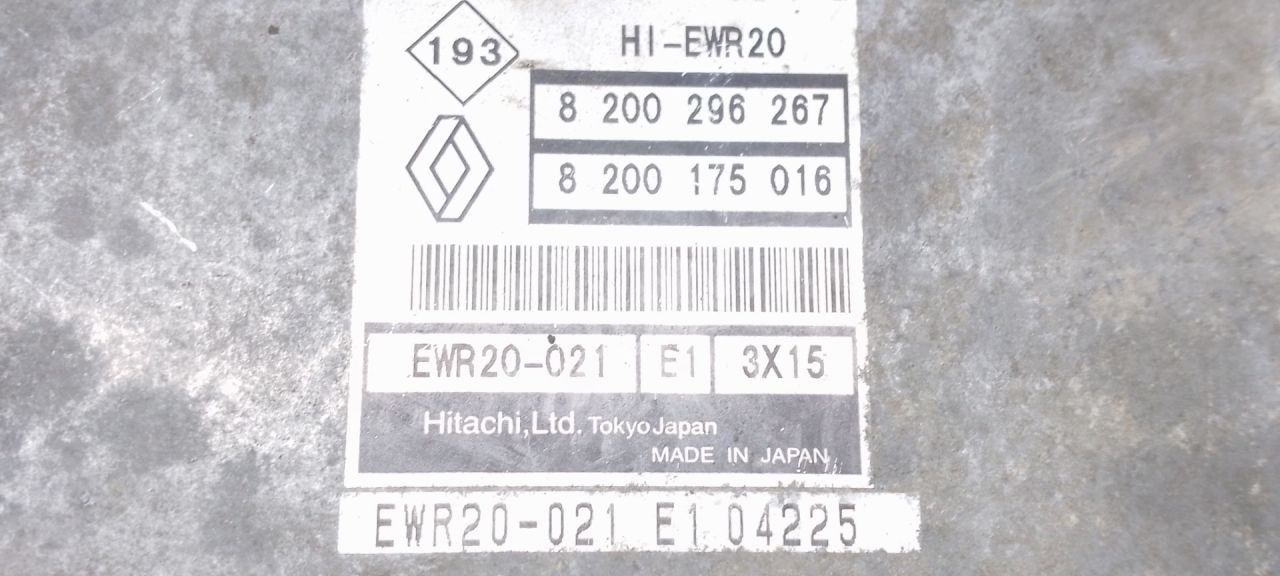 193
HI-EWR20
8 200 296 267
8 200 175 016
EWR20-021 E1 3X15
Hitachi,Ltd. Tokyo Japan
MADE IN JAPAN
EWR20-021 E1 04225